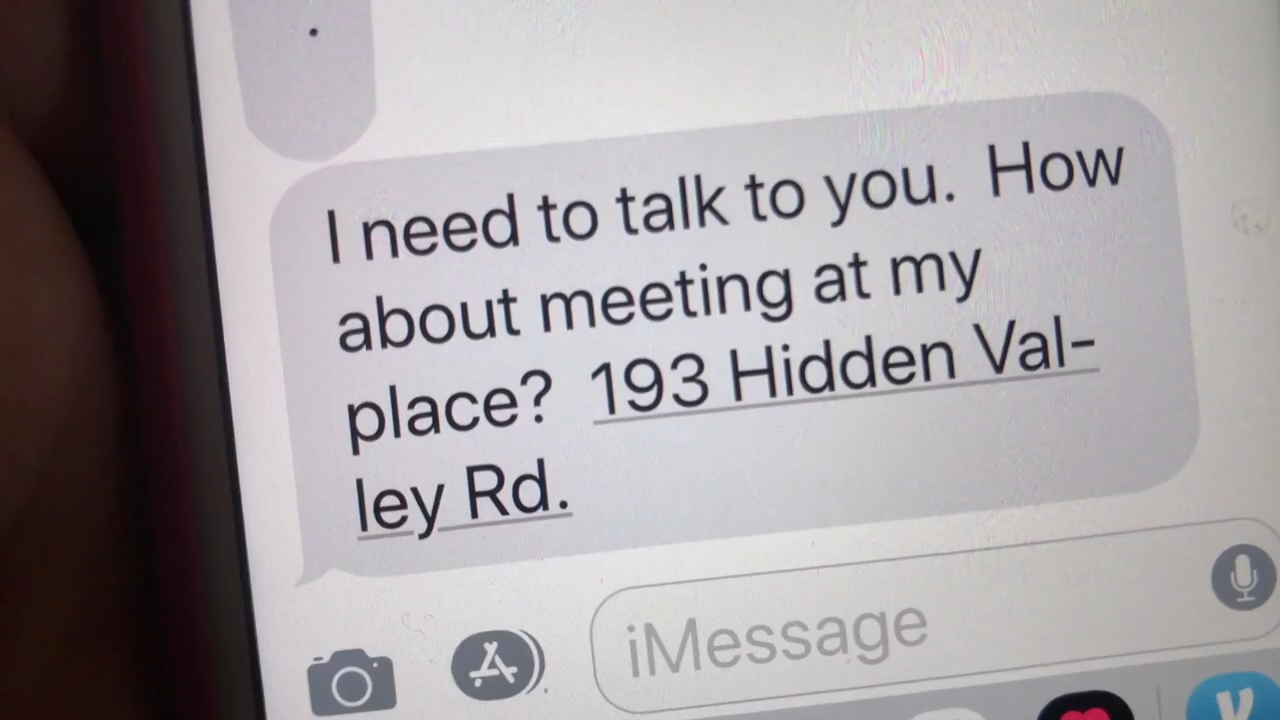 .
I need to talk to you.  How
about meeting at my
place?  193 Hidden Val-
ley Rd.
iMessage